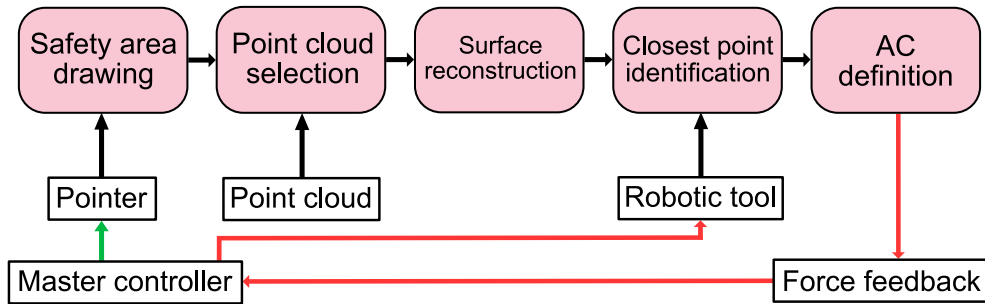 Safety area
drawing
Point cloud
selection
Surface
reconstruction
Closest point
identification
AC
definition
Pointer
Point cloud
Robotic tool
Master controller
Force feedback